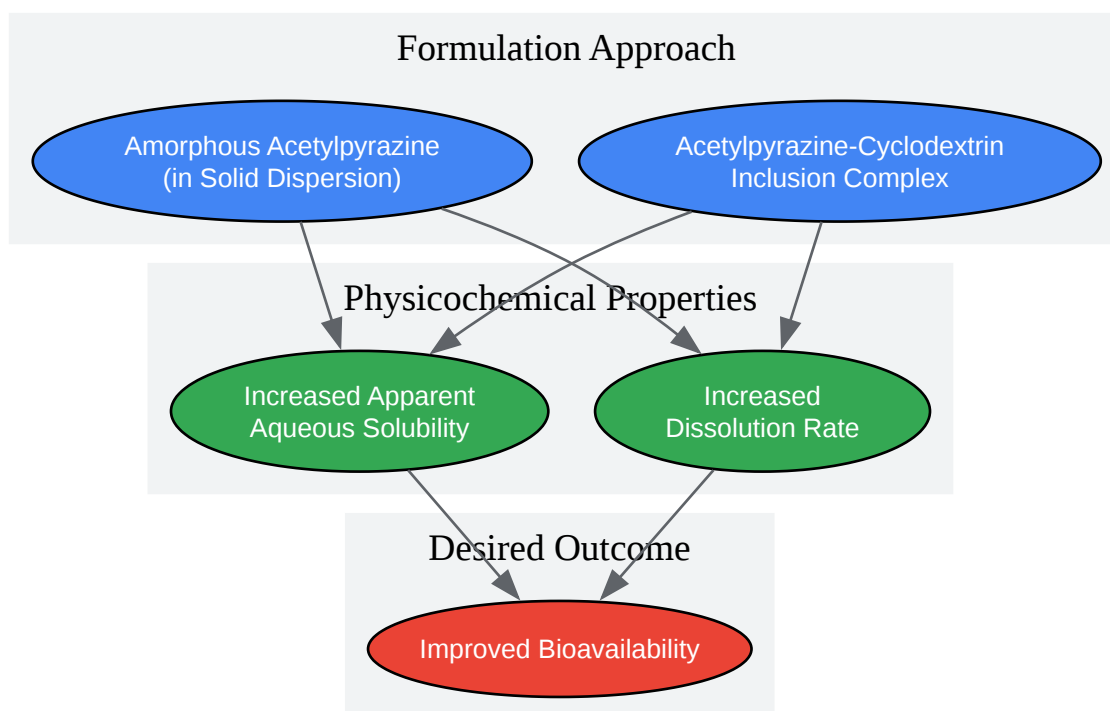 Formulation Approach
Amorphous Acetylpyrazine
(in Solid Dispersion)
Acetylpyrazine-Cyclodextrin
Inclusion Complex
Physicochemical Properties
Increased Apparent
Aqueous Solubility
Increased
Dissolution Rate
Desired Outcome
Improved Bioavailability